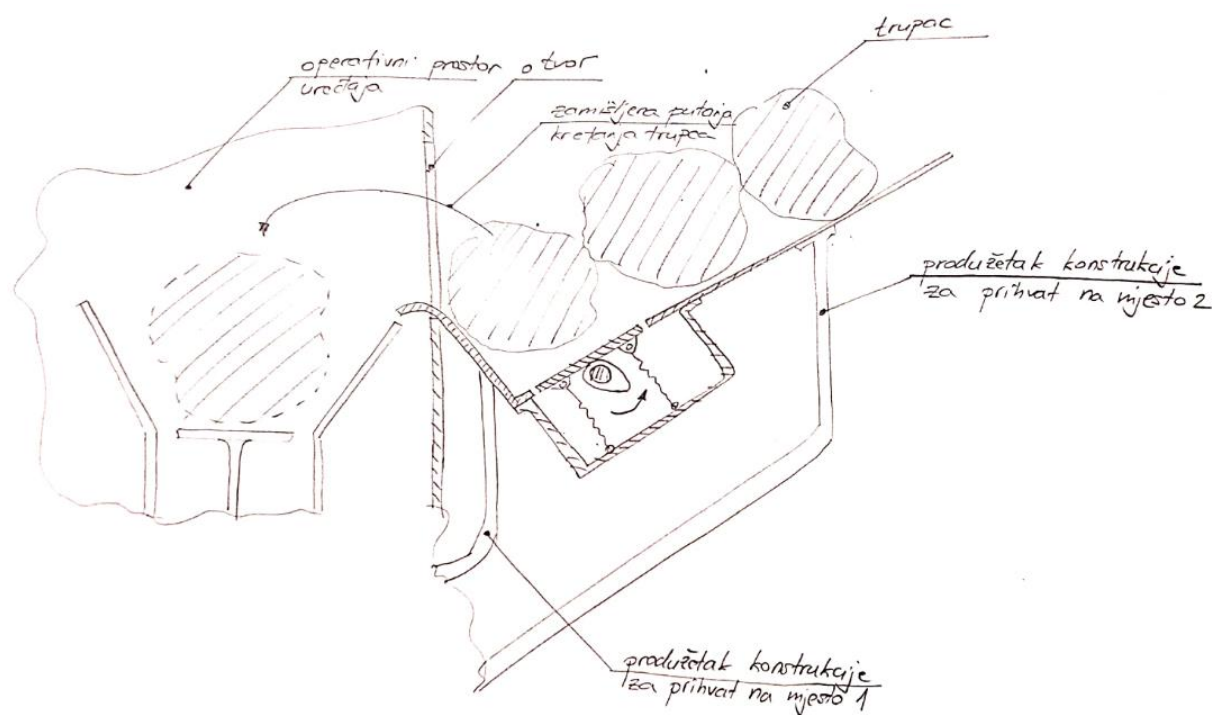 operativni prostor
uređaja
otvor
zamišljena putanja
kretanja trupca
trupac
produžetak konstrukcije
za prihvat na mjesto 2
produžetak konstrukcije
za prihvat na mjesto 1